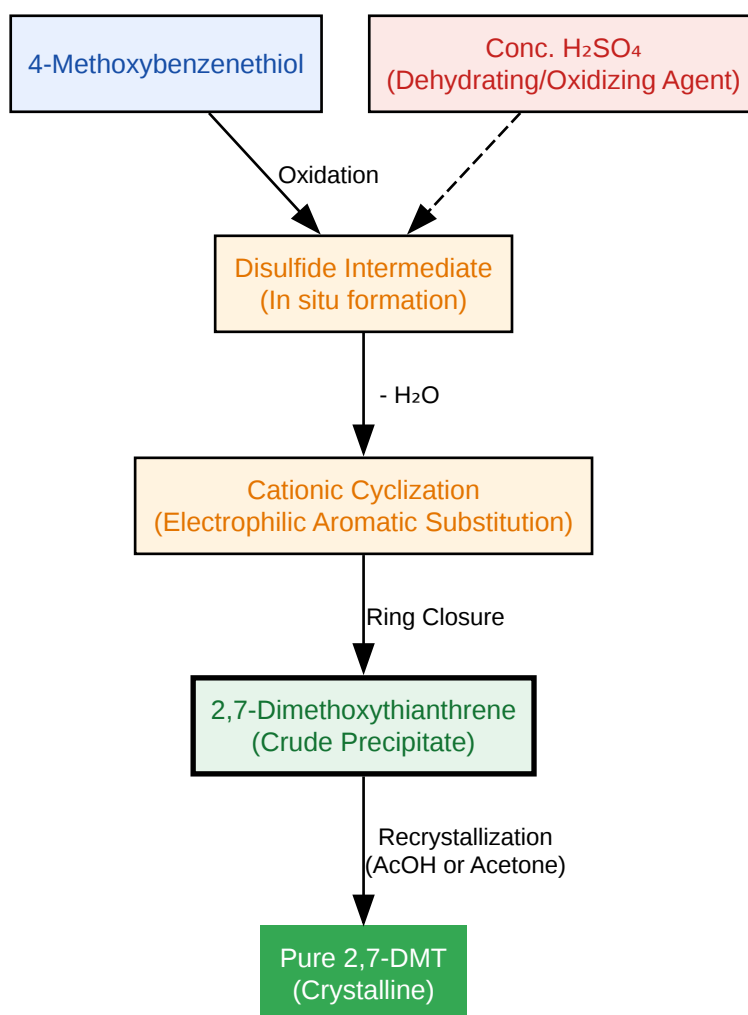 4-Methoxybenzenethiol
Conc. H₂SO₄
(Dehydrating/Oxidizing Agent)
Oxidation
Disulfide Intermediate
(In situ formation)
- H₂O
Cationic Cyclization
(Electrophilic Aromatic Substitution)
Ring Closure
2,7-Dimethoxythianthrene
(Crude Precipitate)
Recrystallization
(AcOH or Acetone)
Pure 2,7-DMT
(Crystalline)